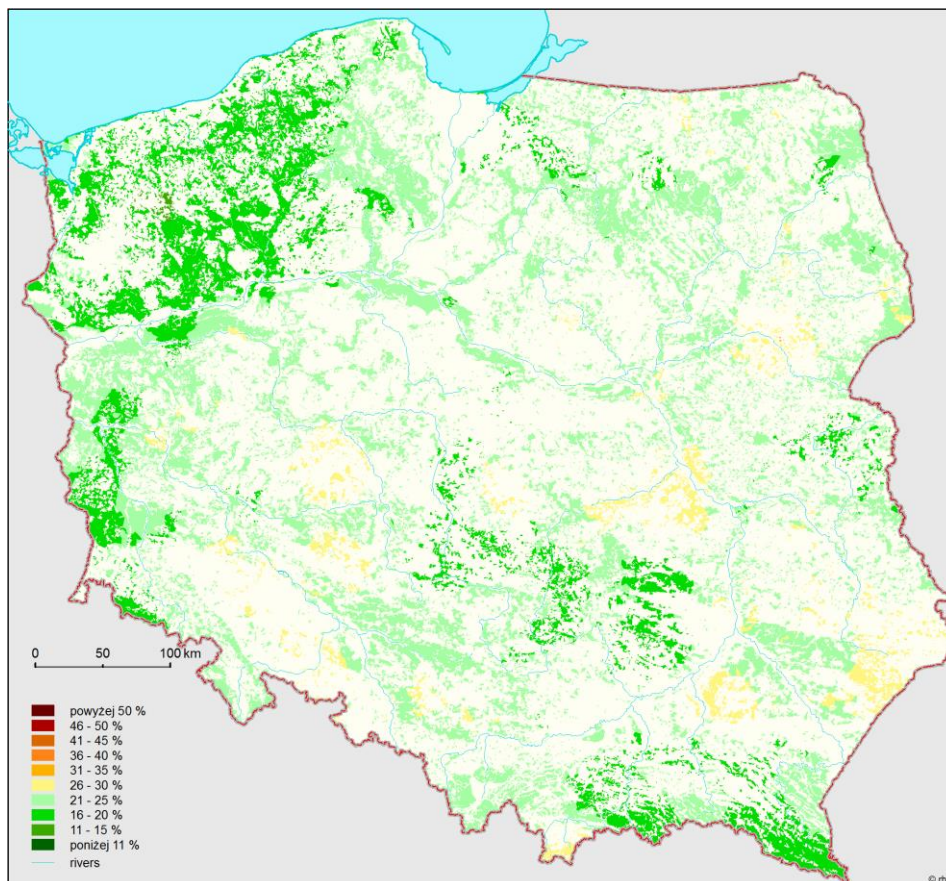 0 50 100 km
powyżej 50 %
46 - 50 %
41 - 45 %
36 - 40 %
31 - 35 %
26 - 30 %
21 - 25 %
16 - 20 %
11 - 15 %
poniżej 11 %
rivers
©